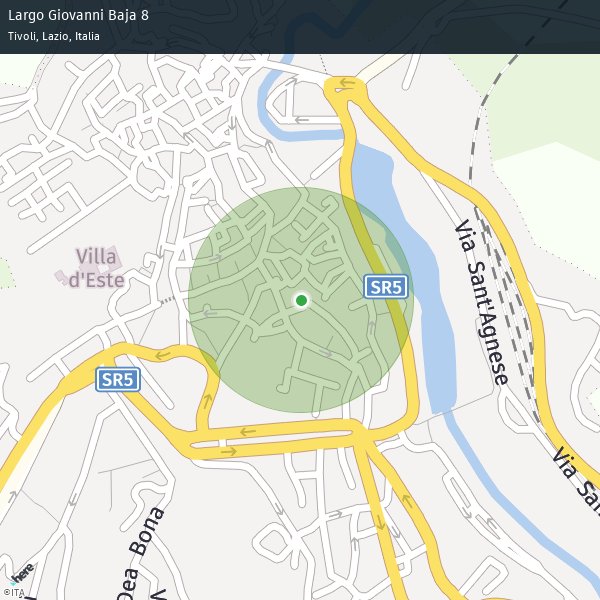 Largo Giovanni Baja 8
Tivoli, Lazio, Italia
Villa
d'Este
SR5
Via Sant'Agnese
SR5
Dea Bona
Via San
here
©ITA